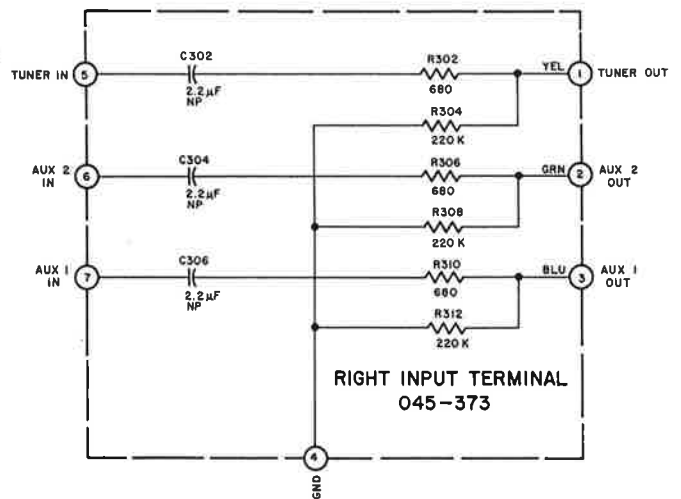 C302
R302
TUNER IN
5
2.2µF
NP
680
YEL
1
TUNER OUT
R304
220 K
AUX 2
IN
6
C304
2.2µF
NP
R306
680
GRN
2
AUX 2
OUT
R308
220 K
AUX 1
IN
7
C306
2.2µF
NP
R310
680
BLU
3
AUX 1
OUT
R312
220 K
RIGHT INPUT TERMINAL
045-373
4
GND